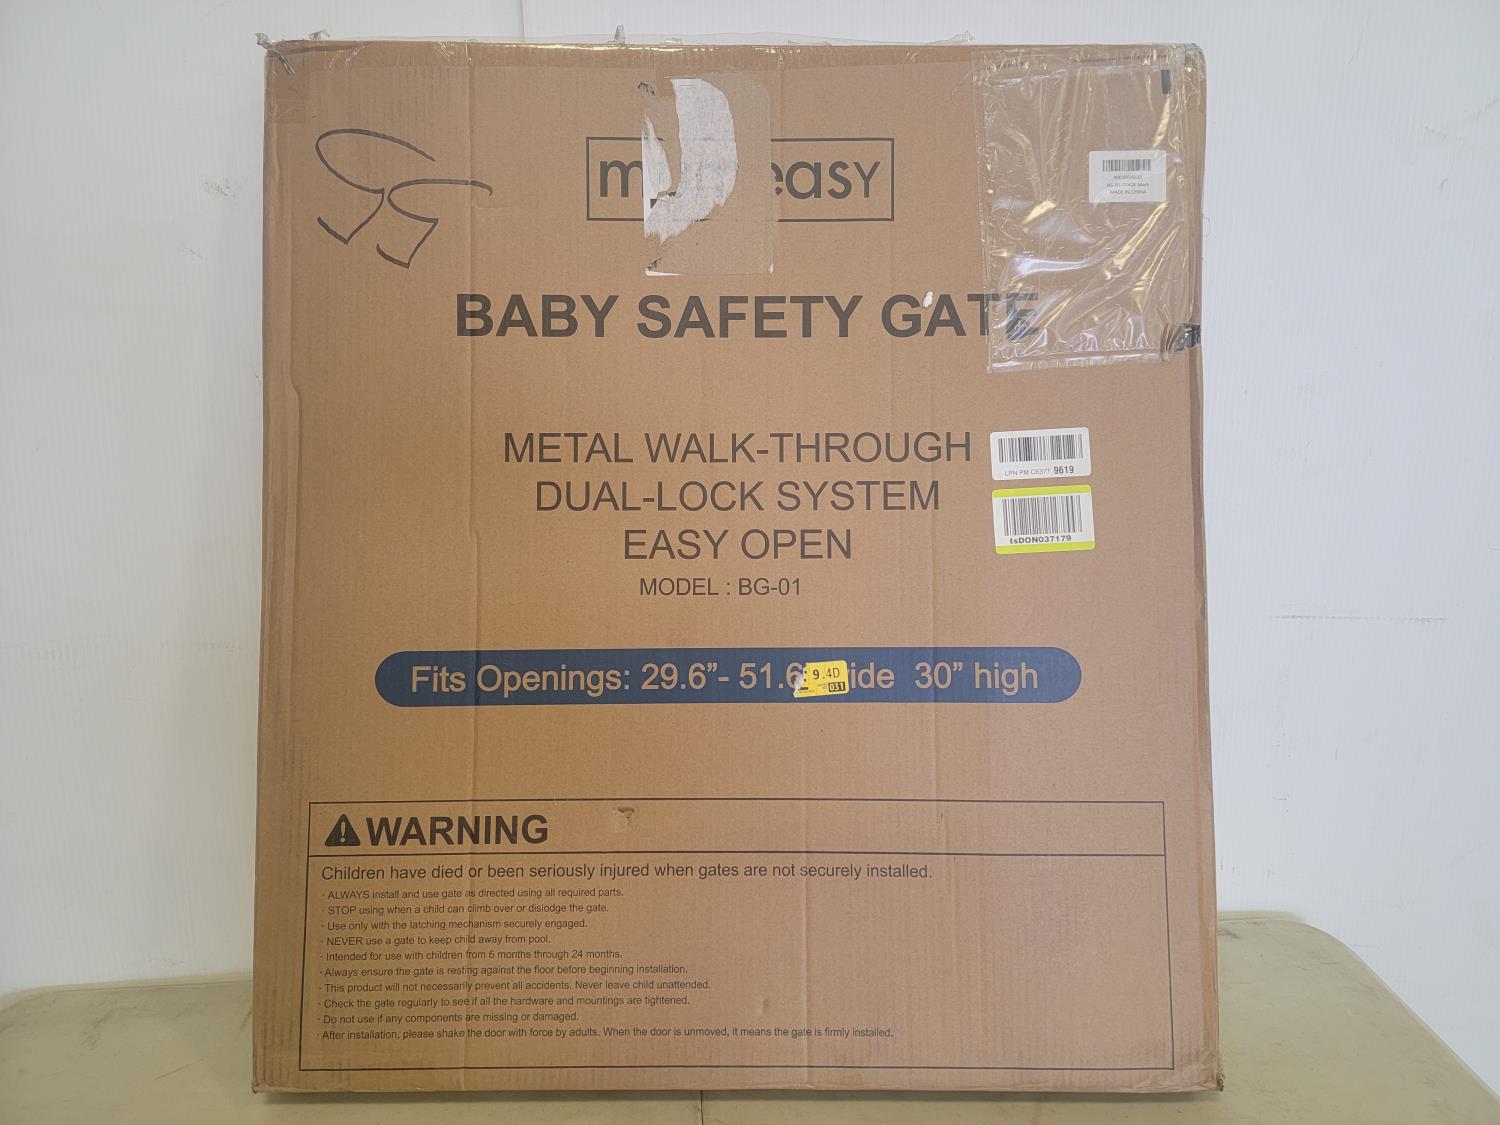 easy
BABY SAFETY GATE
MADE IN CHINA
METAL WALK-THROUGH
DUAL-LOCK SYSTEM
EASY OPEN
MODEL : BG-01
LPN PM CE377 9619
tsDON037179
Fits Openings: 29.6”- 51.6 wide 30” high
9.4D
031
WARNING
Children have died or been seriously injured when gates are not securely installed.
· ALWAYS install and use gate as directed using all required parts.
· STOP using when a child can climb over or dislodge the gate.
· Use only with the latching mechanism securely engaged.
· NEVER use a gate to keep child away from pool.
· Intended for use with children from 6 months through 24 months.
· Always ensure the gate is resting against the floor before beginning installation.
· This product will not necessarily prevent all accidents. Never leave child unattended.
· Check the gate regularly to see if all the hardware and mountings are tightened.
· Do not use if any components are missing or damaged.
· After installation, please shake the door with force by adults. When the door is unmoved, it means the gate is firmly installed.